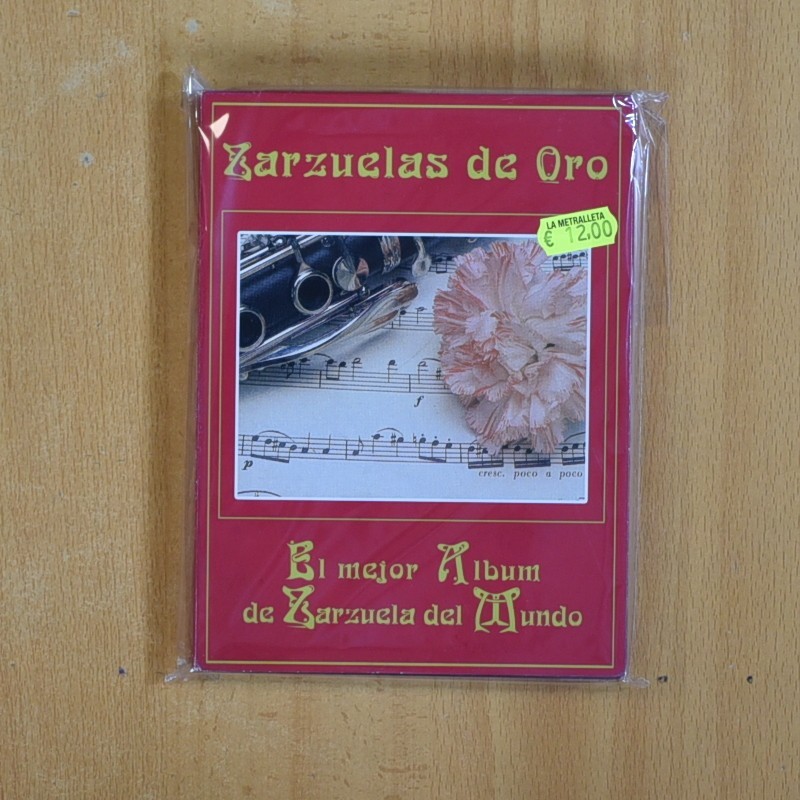 Zarzuelas de Oro
LA METRALLETA
€ 12,00
f
p
cresc. poco a poco
El mejor Album
de Zarzuela del Mundo